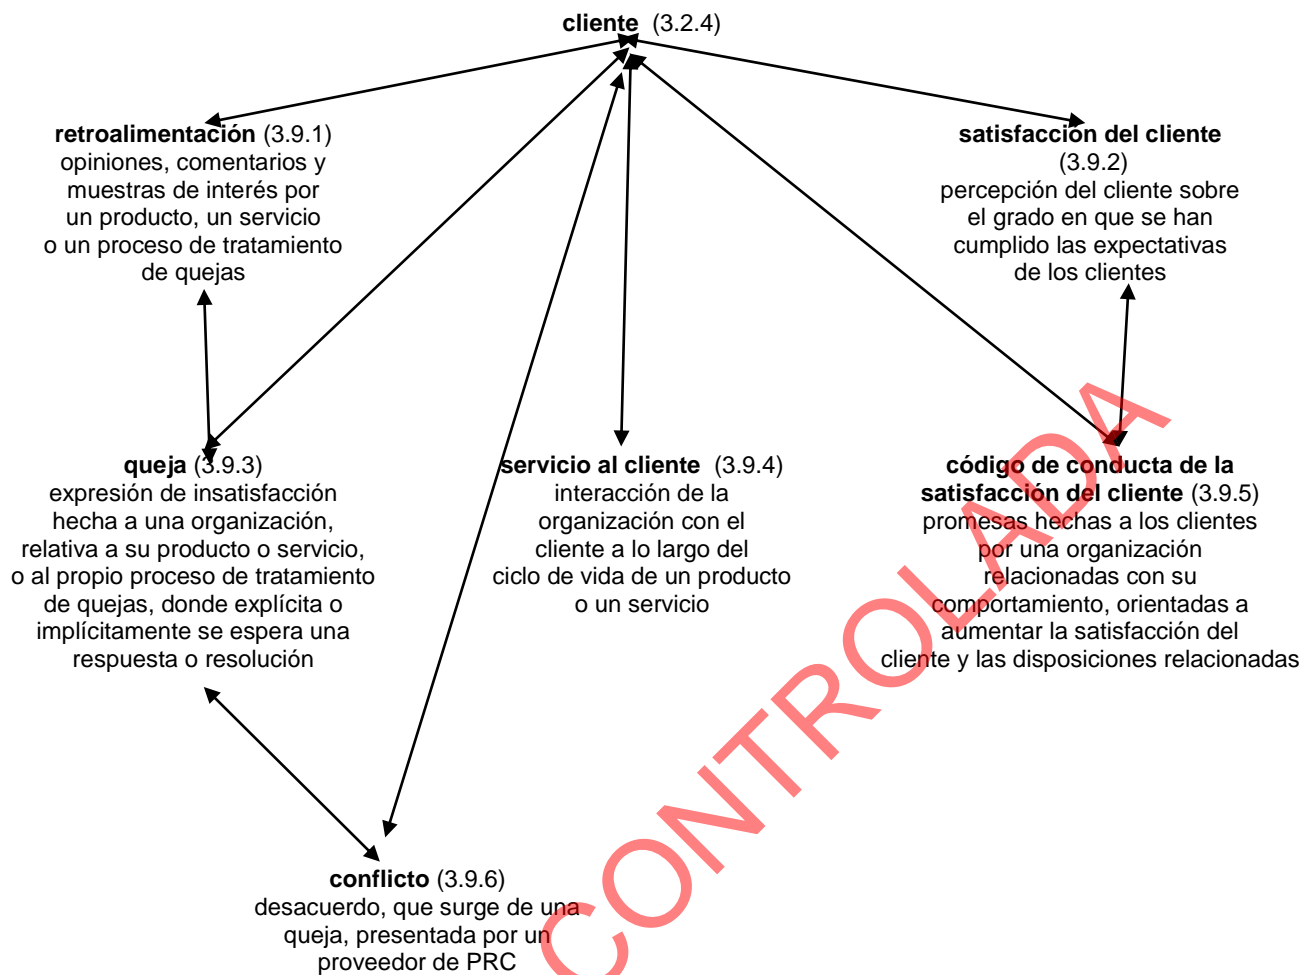 cliente (3.2.4)
retroalimentación (3.9.1)
opiniones, comentarios y
muestras de interés por
un producto, un servicio
o un proceso de tratamiento
de quejas
satisfacción del cliente
(3.9.2)
percepción del cliente sobre
el grado en que se han
cumplido las expectativas
de los clientes
queja (3.9.3)
expresión de insatisfacción
hecha a una organización,
relativa a su producto o servicio,
o al propio proceso de tratamiento
de quejas, donde explícita o
implícitamente se espera una
respuesta o resolución
servicio al cliente (3.9.4)
interacción de la
organización con el
cliente a lo largo del
ciclo de vida de un producto
o un servicio
código de conducta de la
satisfacción del cliente (3.9.5)
promesas hechas a los clientes
por una organización
relacionadas con su
comportamiento, orientadas a
aumentar la satisfacción del
cliente y las disposiciones relacionadas
conflicto (3.9.6)
desacuerdo, que surge de una
queja, presentada por un
proveedor de PRC
CONTROLADA